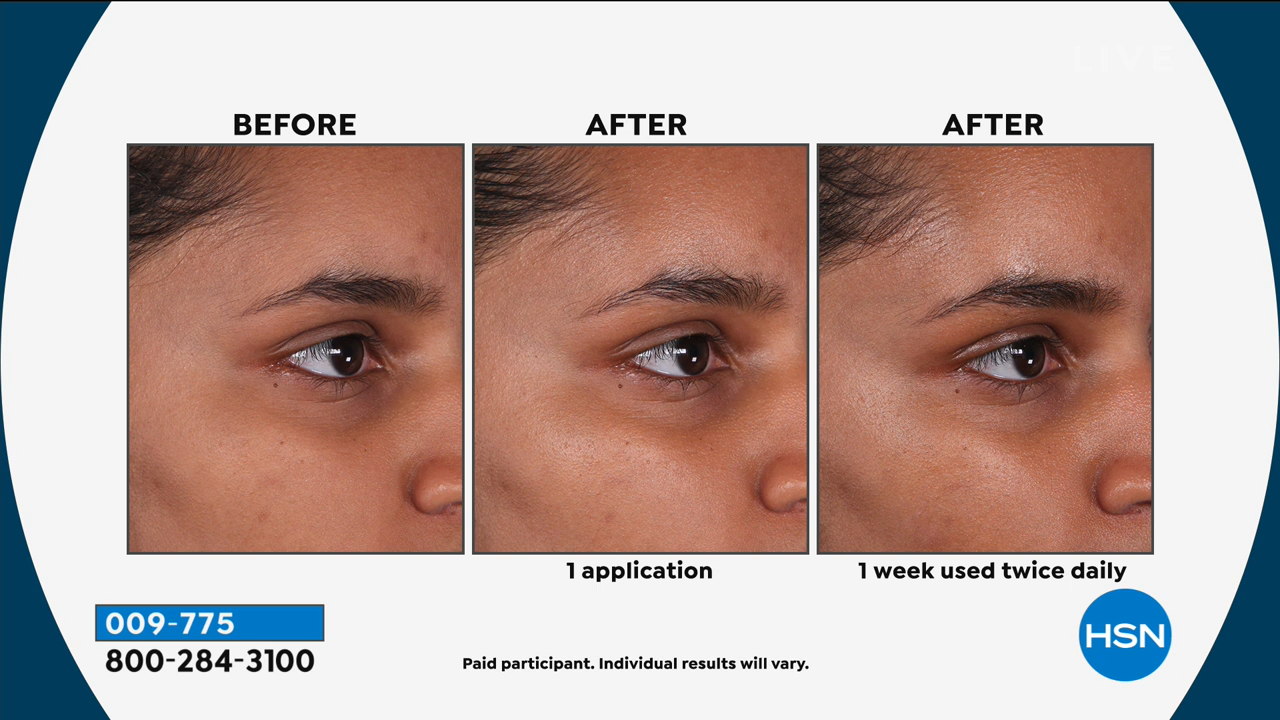 LIVE
BEFORE
AFTER
AFTER
1 application
1 week used twice daily
009-775
800-284-3100
Paid participant. Individual results will vary.
HSN